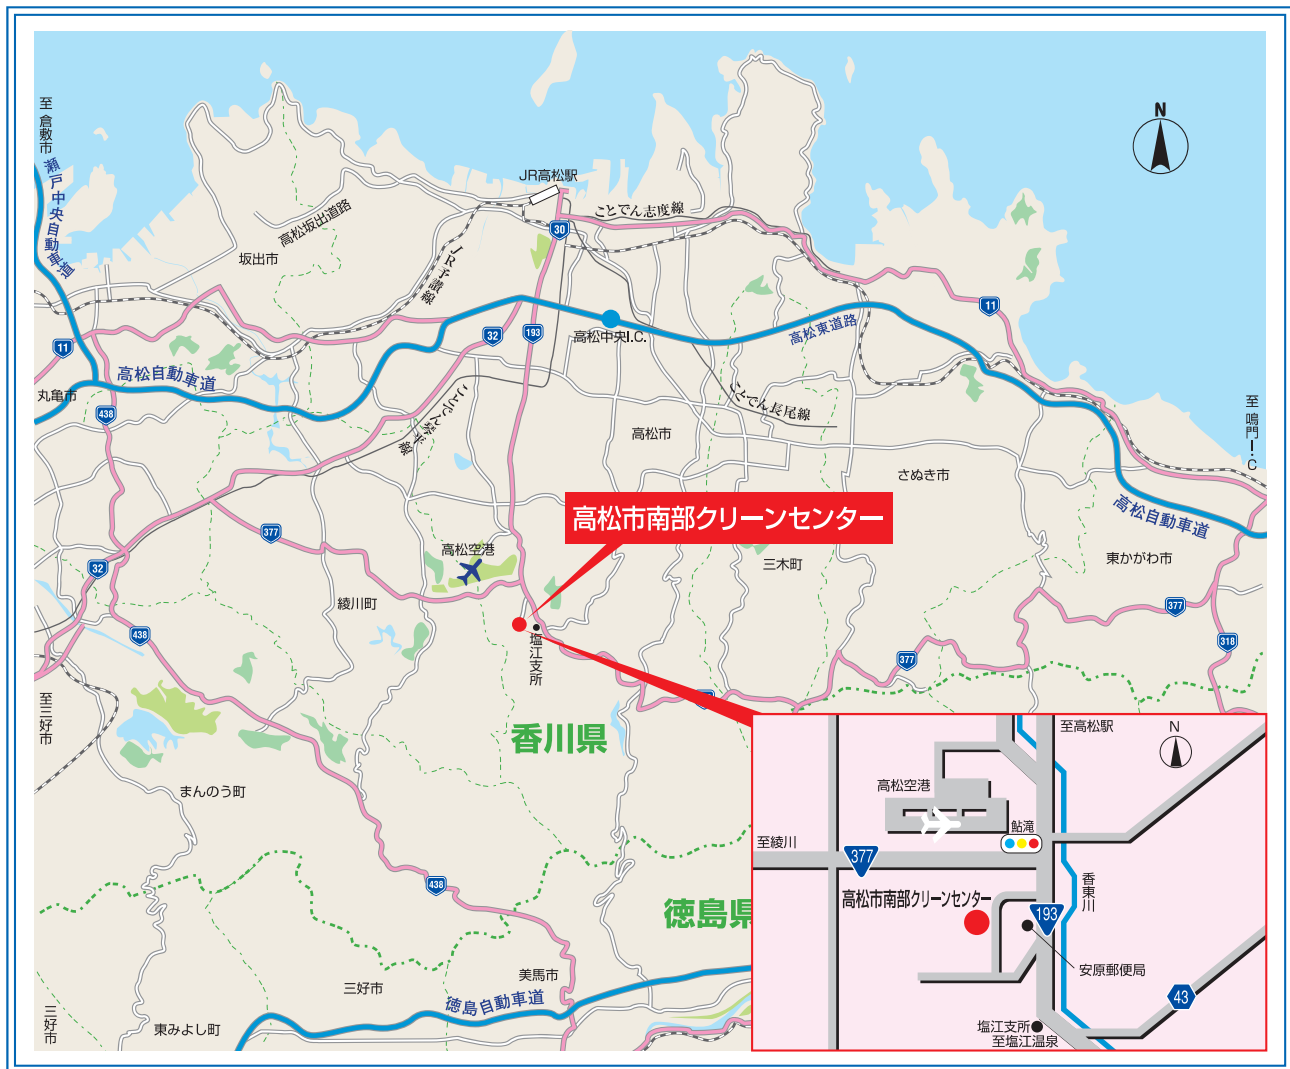 至 倉敷市
瀬戸中央自動車道
N
JR高松駅
ことでん志度線
高松坂出道路
30
坂出市
JR予讃線
11
高松中央I.C.
高松東道路
32
193
11
高松自動車道
丸亀市
438
ことでん琴平線
ことでん長尾線
至 鳴門I・C
高松市
さぬき市
高松市南部クリーンセンター
高松自動車道
377
高松空港
三木町
東かがわ市
32
綾川町
377
438
塩江支所
318
377
至三好市
香川県
まんのう町
438
徳島県
美馬市
三好市
徳島自動車道
三好市
東みよし町
至高松駅
N
高松空港
鮎滝
至綾川
377
香東川
高松市南部クリーンセンター
193
安原郵便局
43
塩江支所
至塩江温泉